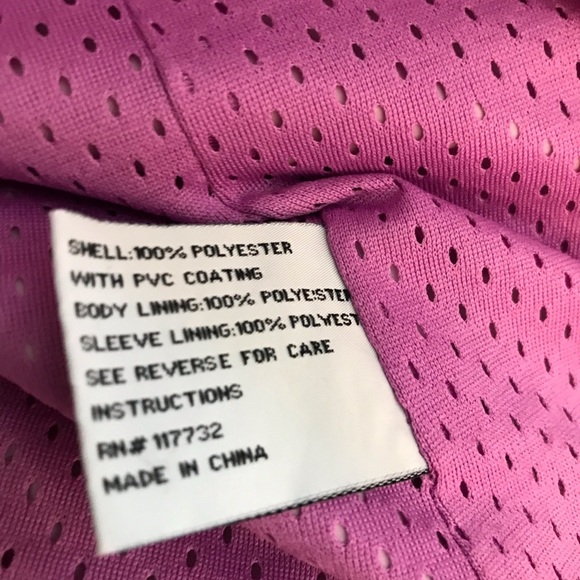 SHELL:100% POLYESTER
WITH PVC COATING
BODY LINING:100% POLYESTER
SLEEVE LINING:100% POLYEST
SEE REVERSE FOR CARE
INSTRUCTIONS
RN# 117732
MADE IN CHINA